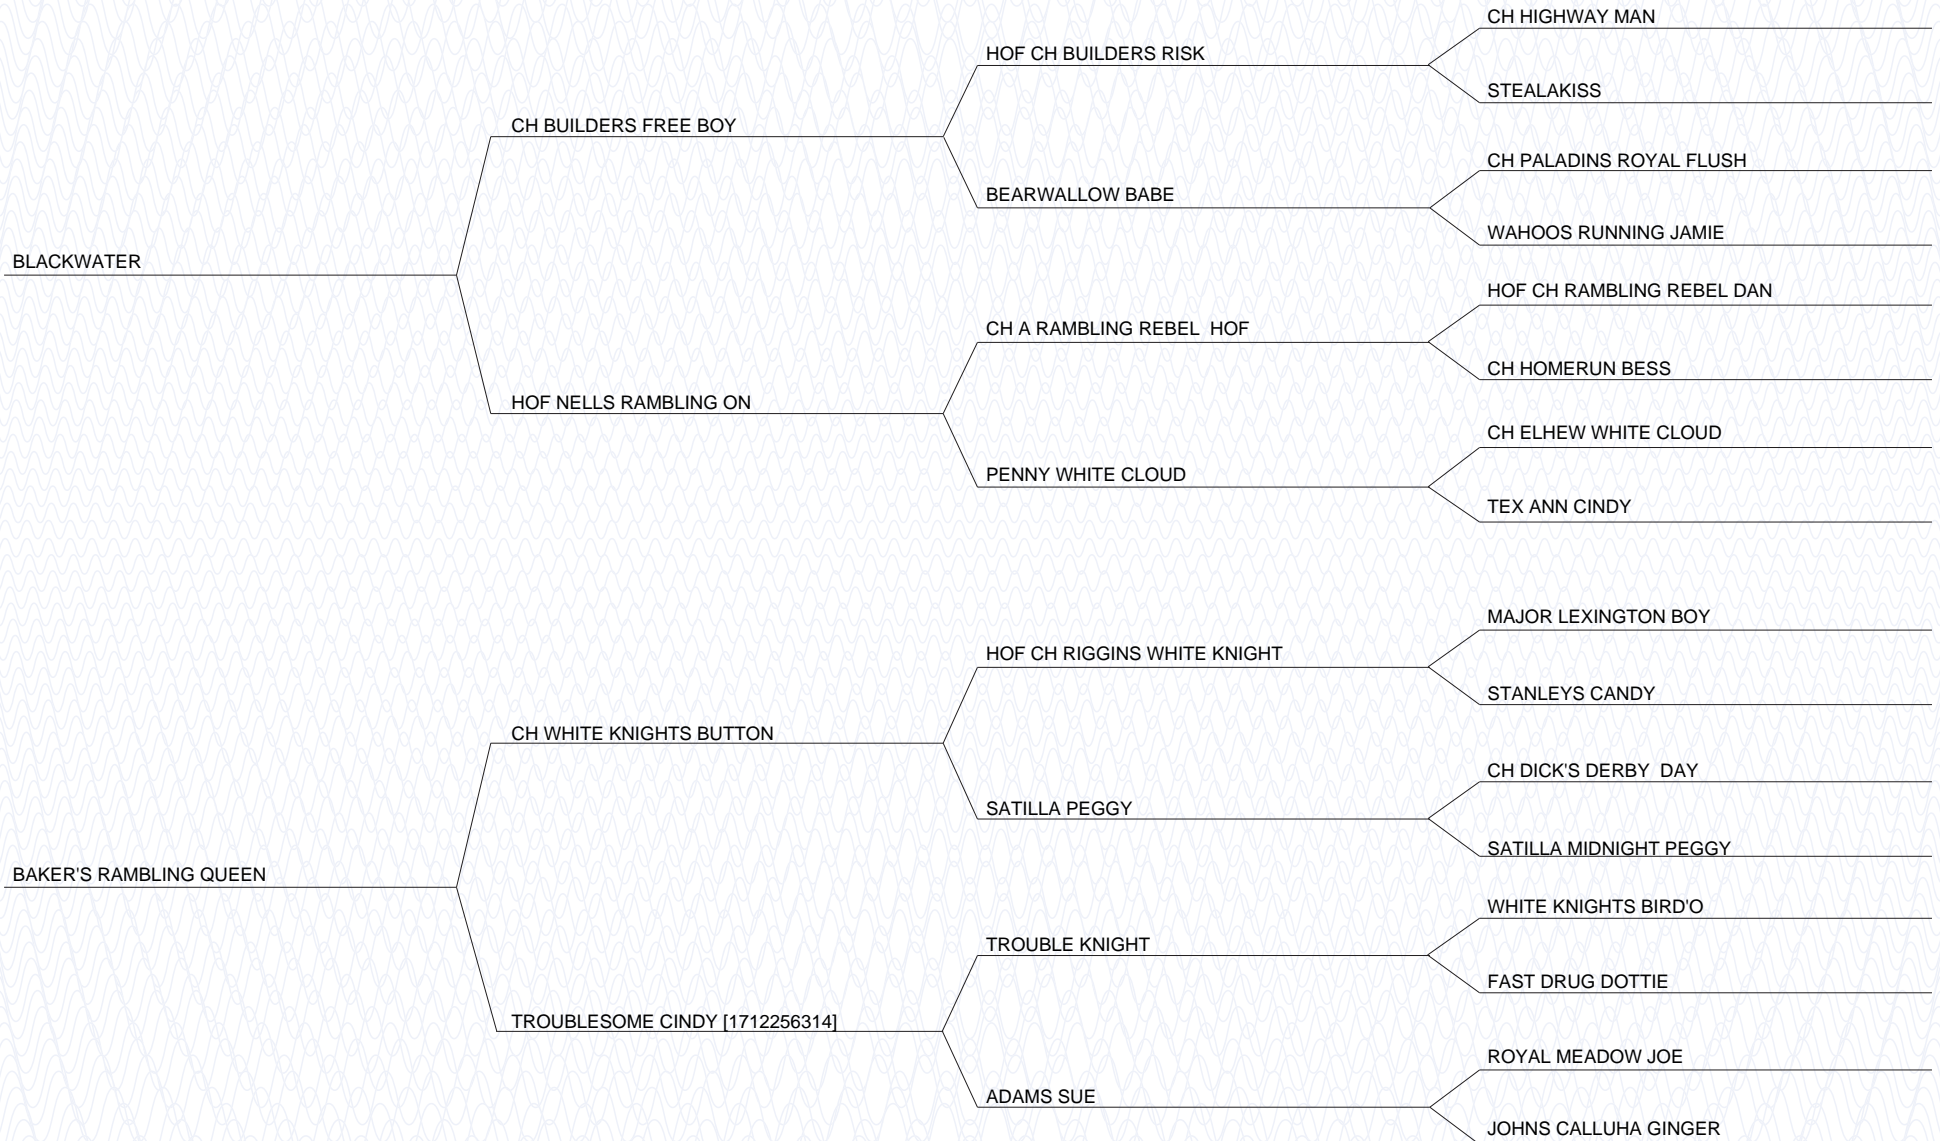 CH HIGHWAY MAN
HOF CH BUILDERS RISK
STEALAKISS
CH BUILDERS FREE BOY
CH PALADINS ROYAL FLUSH
BEARWALLOW BABE
WAHOOS RUNNING JAMIE
BLACKWATER
HOF CH RAMBLING REBEL DAN
CH A RAMBLING REBEL  HOF
CH HOMERUN BESS
HOF NELLS RAMBLING ON
CH ELHEW WHITE CLOUD
PENNY WHITE CLOUD
TEX ANN CINDY
MAJOR LEXINGTON BOY
HOF CH RIGGINS WHITE KNIGHT
STANLEYS CANDY
CH WHITE KNIGHTS BUTTON
CH DICK'S DERBY  DAY
SATILLA PEGGY
SATILLA MIDNIGHT PEGGY
BAKER'S RAMBLING QUEEN
WHITE KNIGHTS BIRD'O
TROUBLE KNIGHT
FAST DRUG DOTTIE
TROUBLESOME CINDY [1712256314]
ROYAL MEADOW JOE
ADAMS SUE
JOHNS CALLUHA GINGER